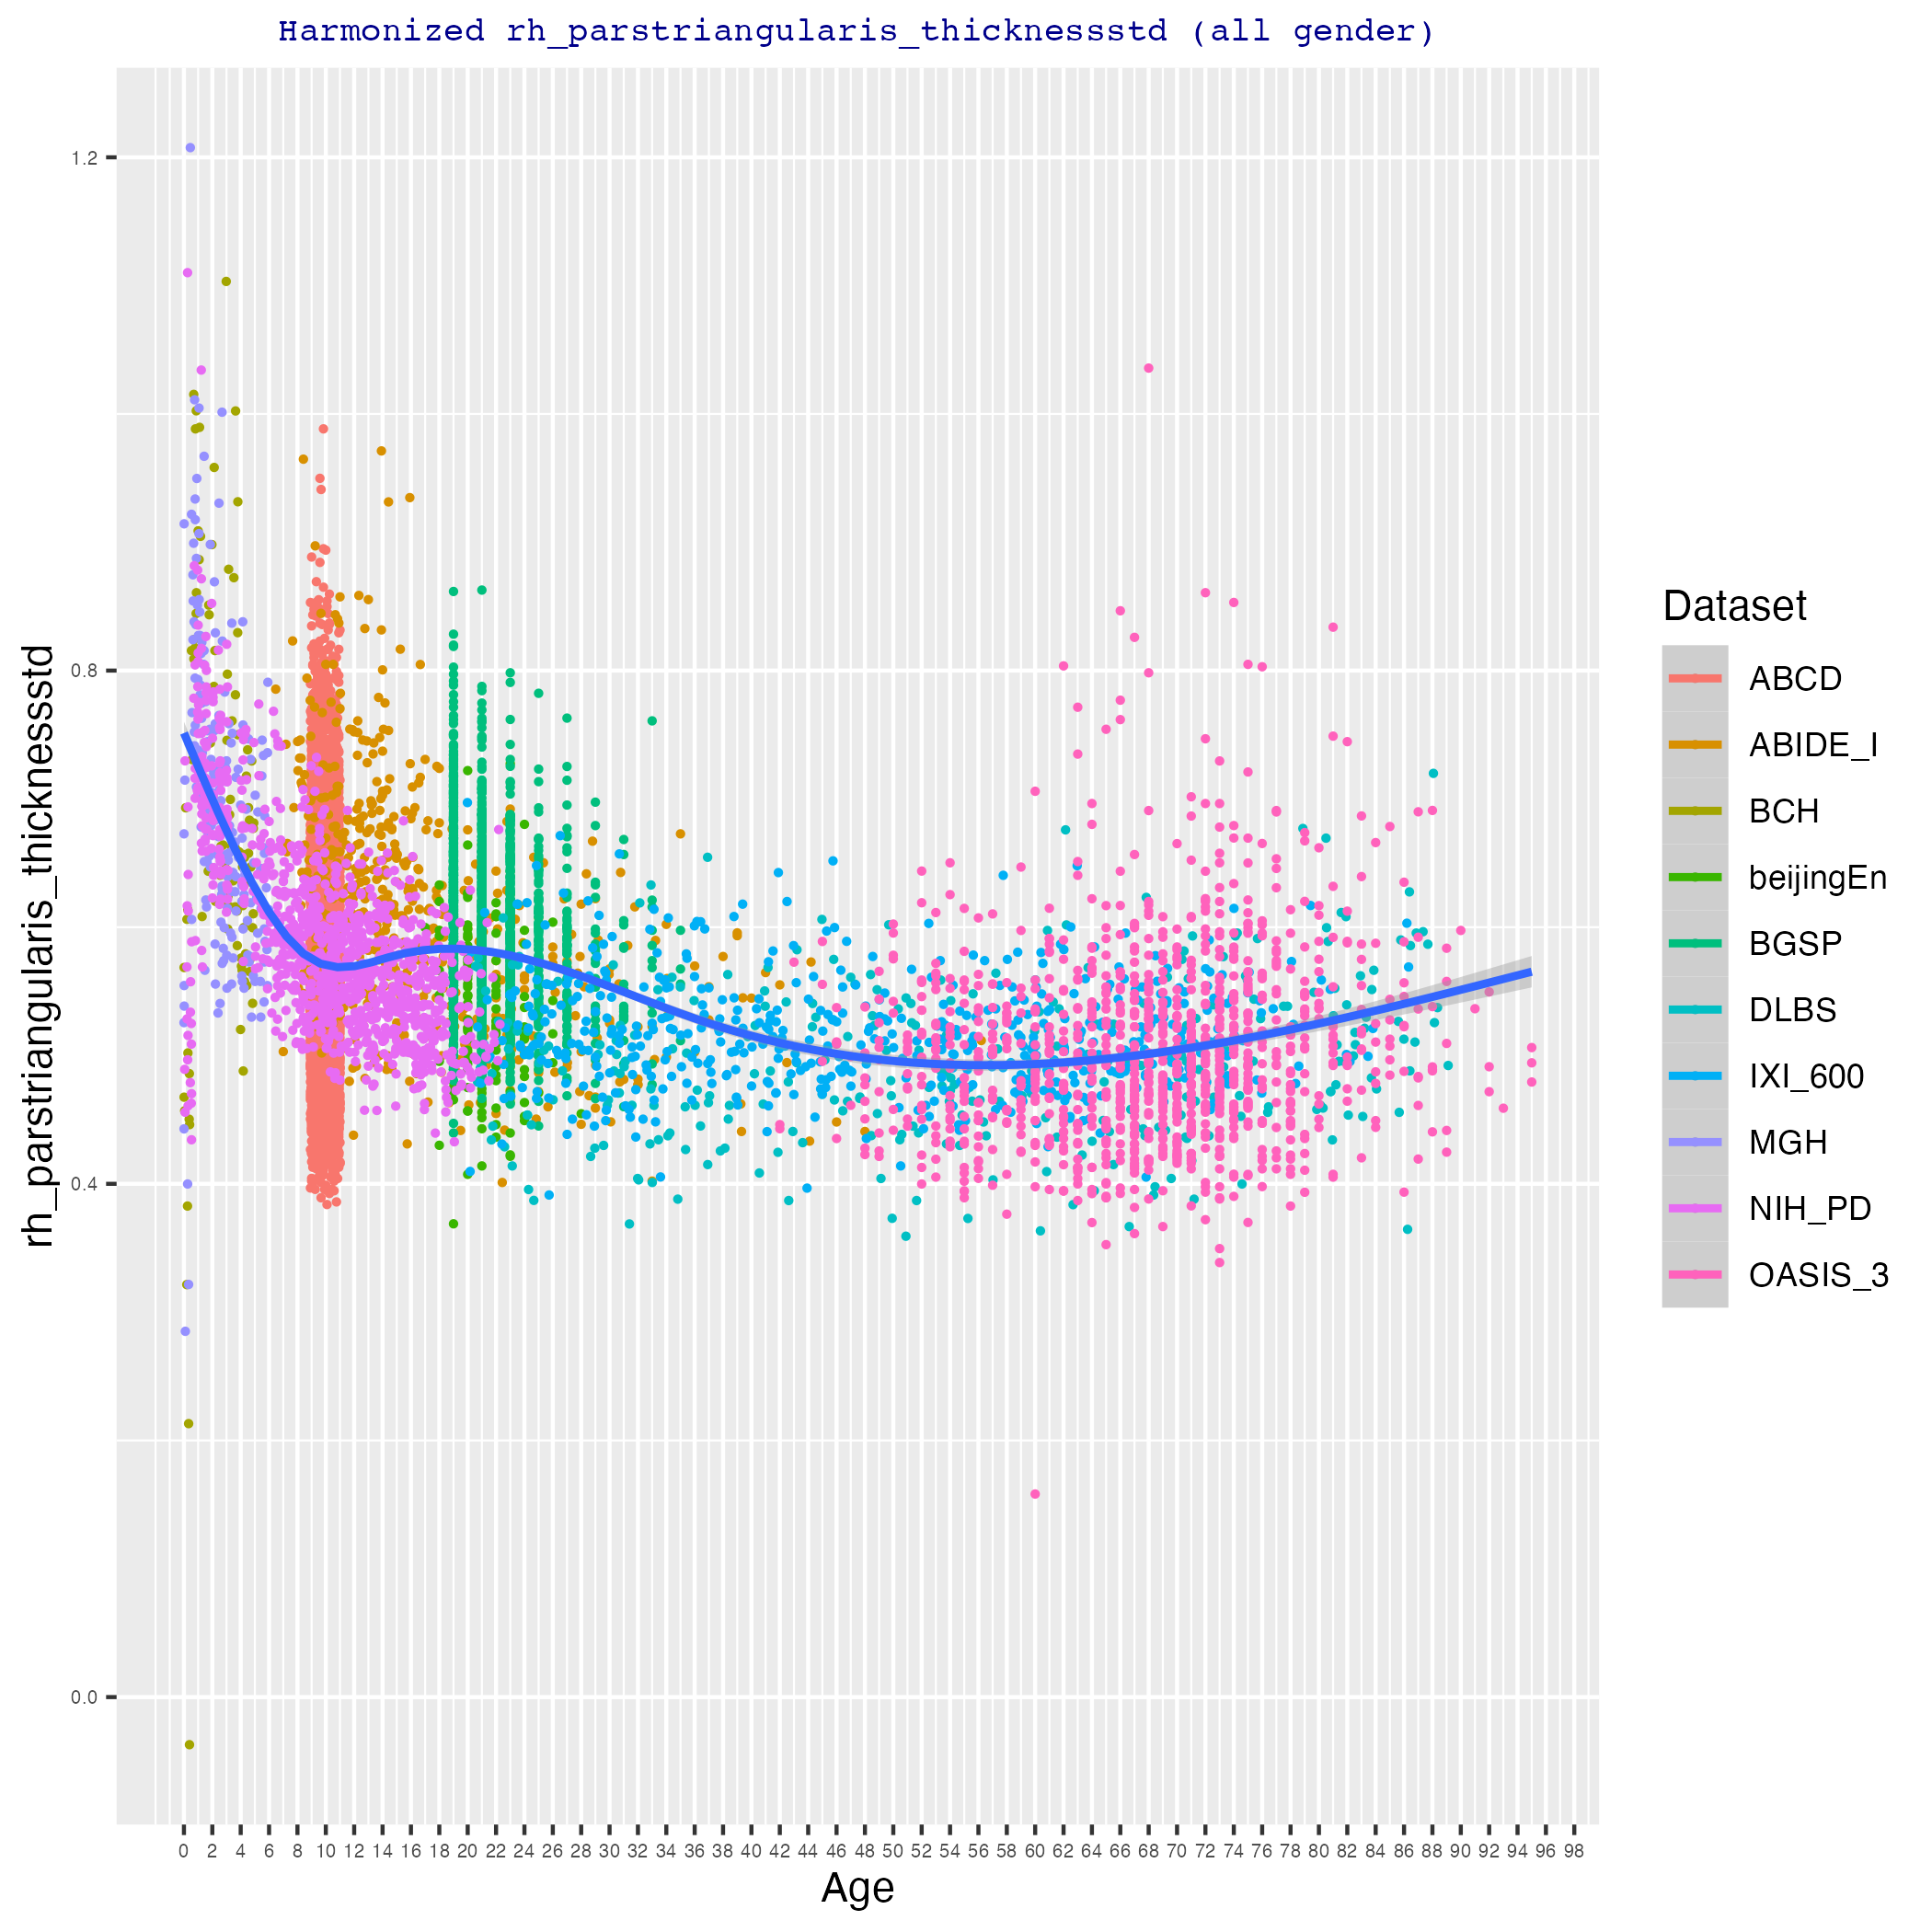 Harmonized rh_parstriangularis_thicknessstd (all gender)
rh_parstriangularis_thicknessstd
1.2
0.8
0.4
0.0
0 2 4 6 8 10 12 14 16 18 20 22 24 26 28 30 32 34 36 38 40 42 44 46 48 50 52 54 56 58 60 62 64 66 68 70 72 74 76 78 80 82 84 86 88 90 92 94 96 98
Age
Dataset
ABCD
ABIDE_I
BCH
beijingEn
BGSP
DLBS
IXI_600
MGH
NIH_PD
OASIS_3